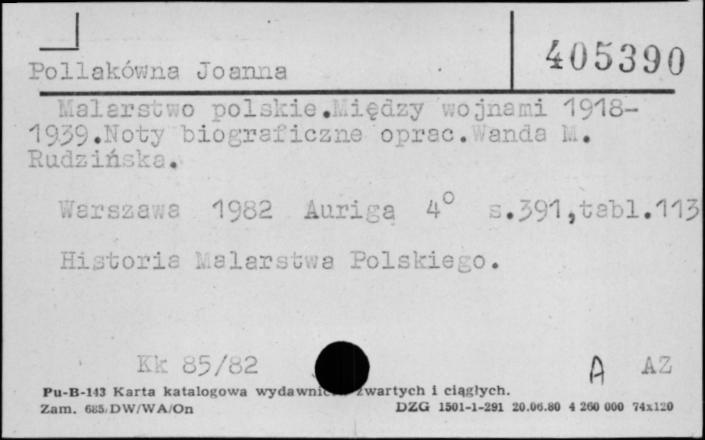 405390
Pollakówna Joanna
Malarstwo polskie.Między wojnami 1918-
1939.Noty biograficzne oprac.Wanda M.
Rudzińska.
Warszawa 1982 Auriga 4° s.391,tabl.113
Historia Malarstwa Polskiego.
Kk 85/82 A AZ
Pu-B-143 Karta katalogowa zwartych i ciągłych.
Zam. 685/DW/WA/On DZG 1501-1-291 20.06.80 4 260 000 74x120